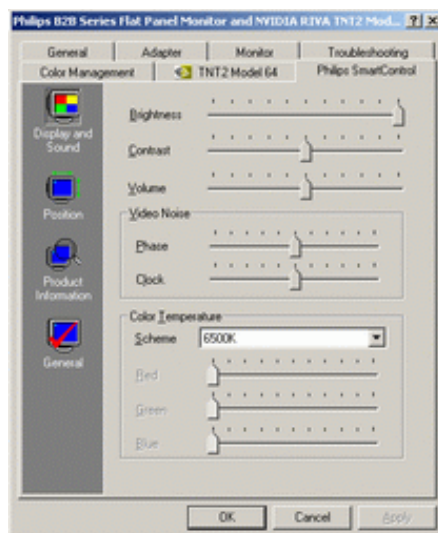 Philips B2B Series Flat Panel Monitor and NVIDIA RIVA TNT2 Mod...
General Adapter Monitor Troubleshooting
Color Management TNT2 Model 64 Philips SmartControl
Display and
Sound
Position
Product
Information
General
Brightness
Contrast
Volume
Video Noise
Phase
Clock
Color Temperature
Scheme 6500K
Red
Green
Blue
OK Cancel Apply